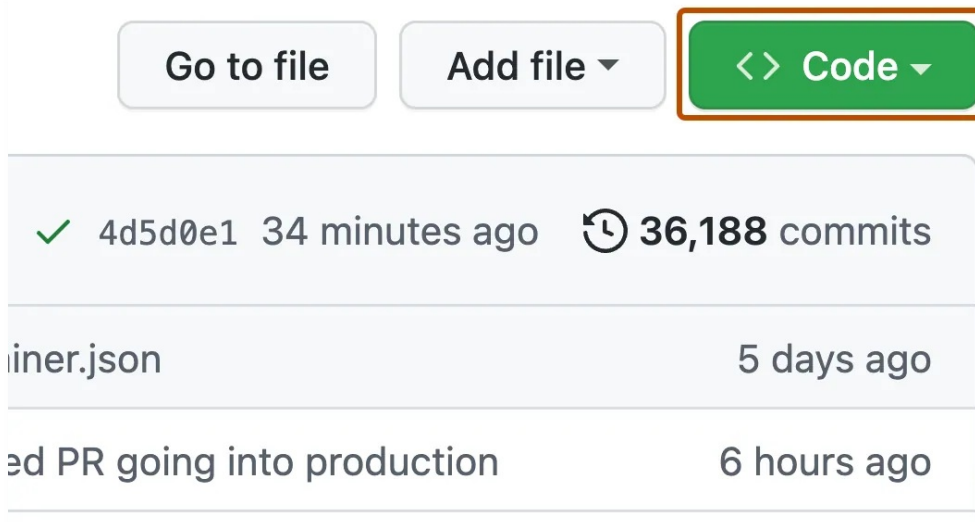 Go to file Add file <> Code
4d5d0e1 34 minutes ago 36,188 commits
iner.json 5 days ago
ed PR going into production 6 hours ago